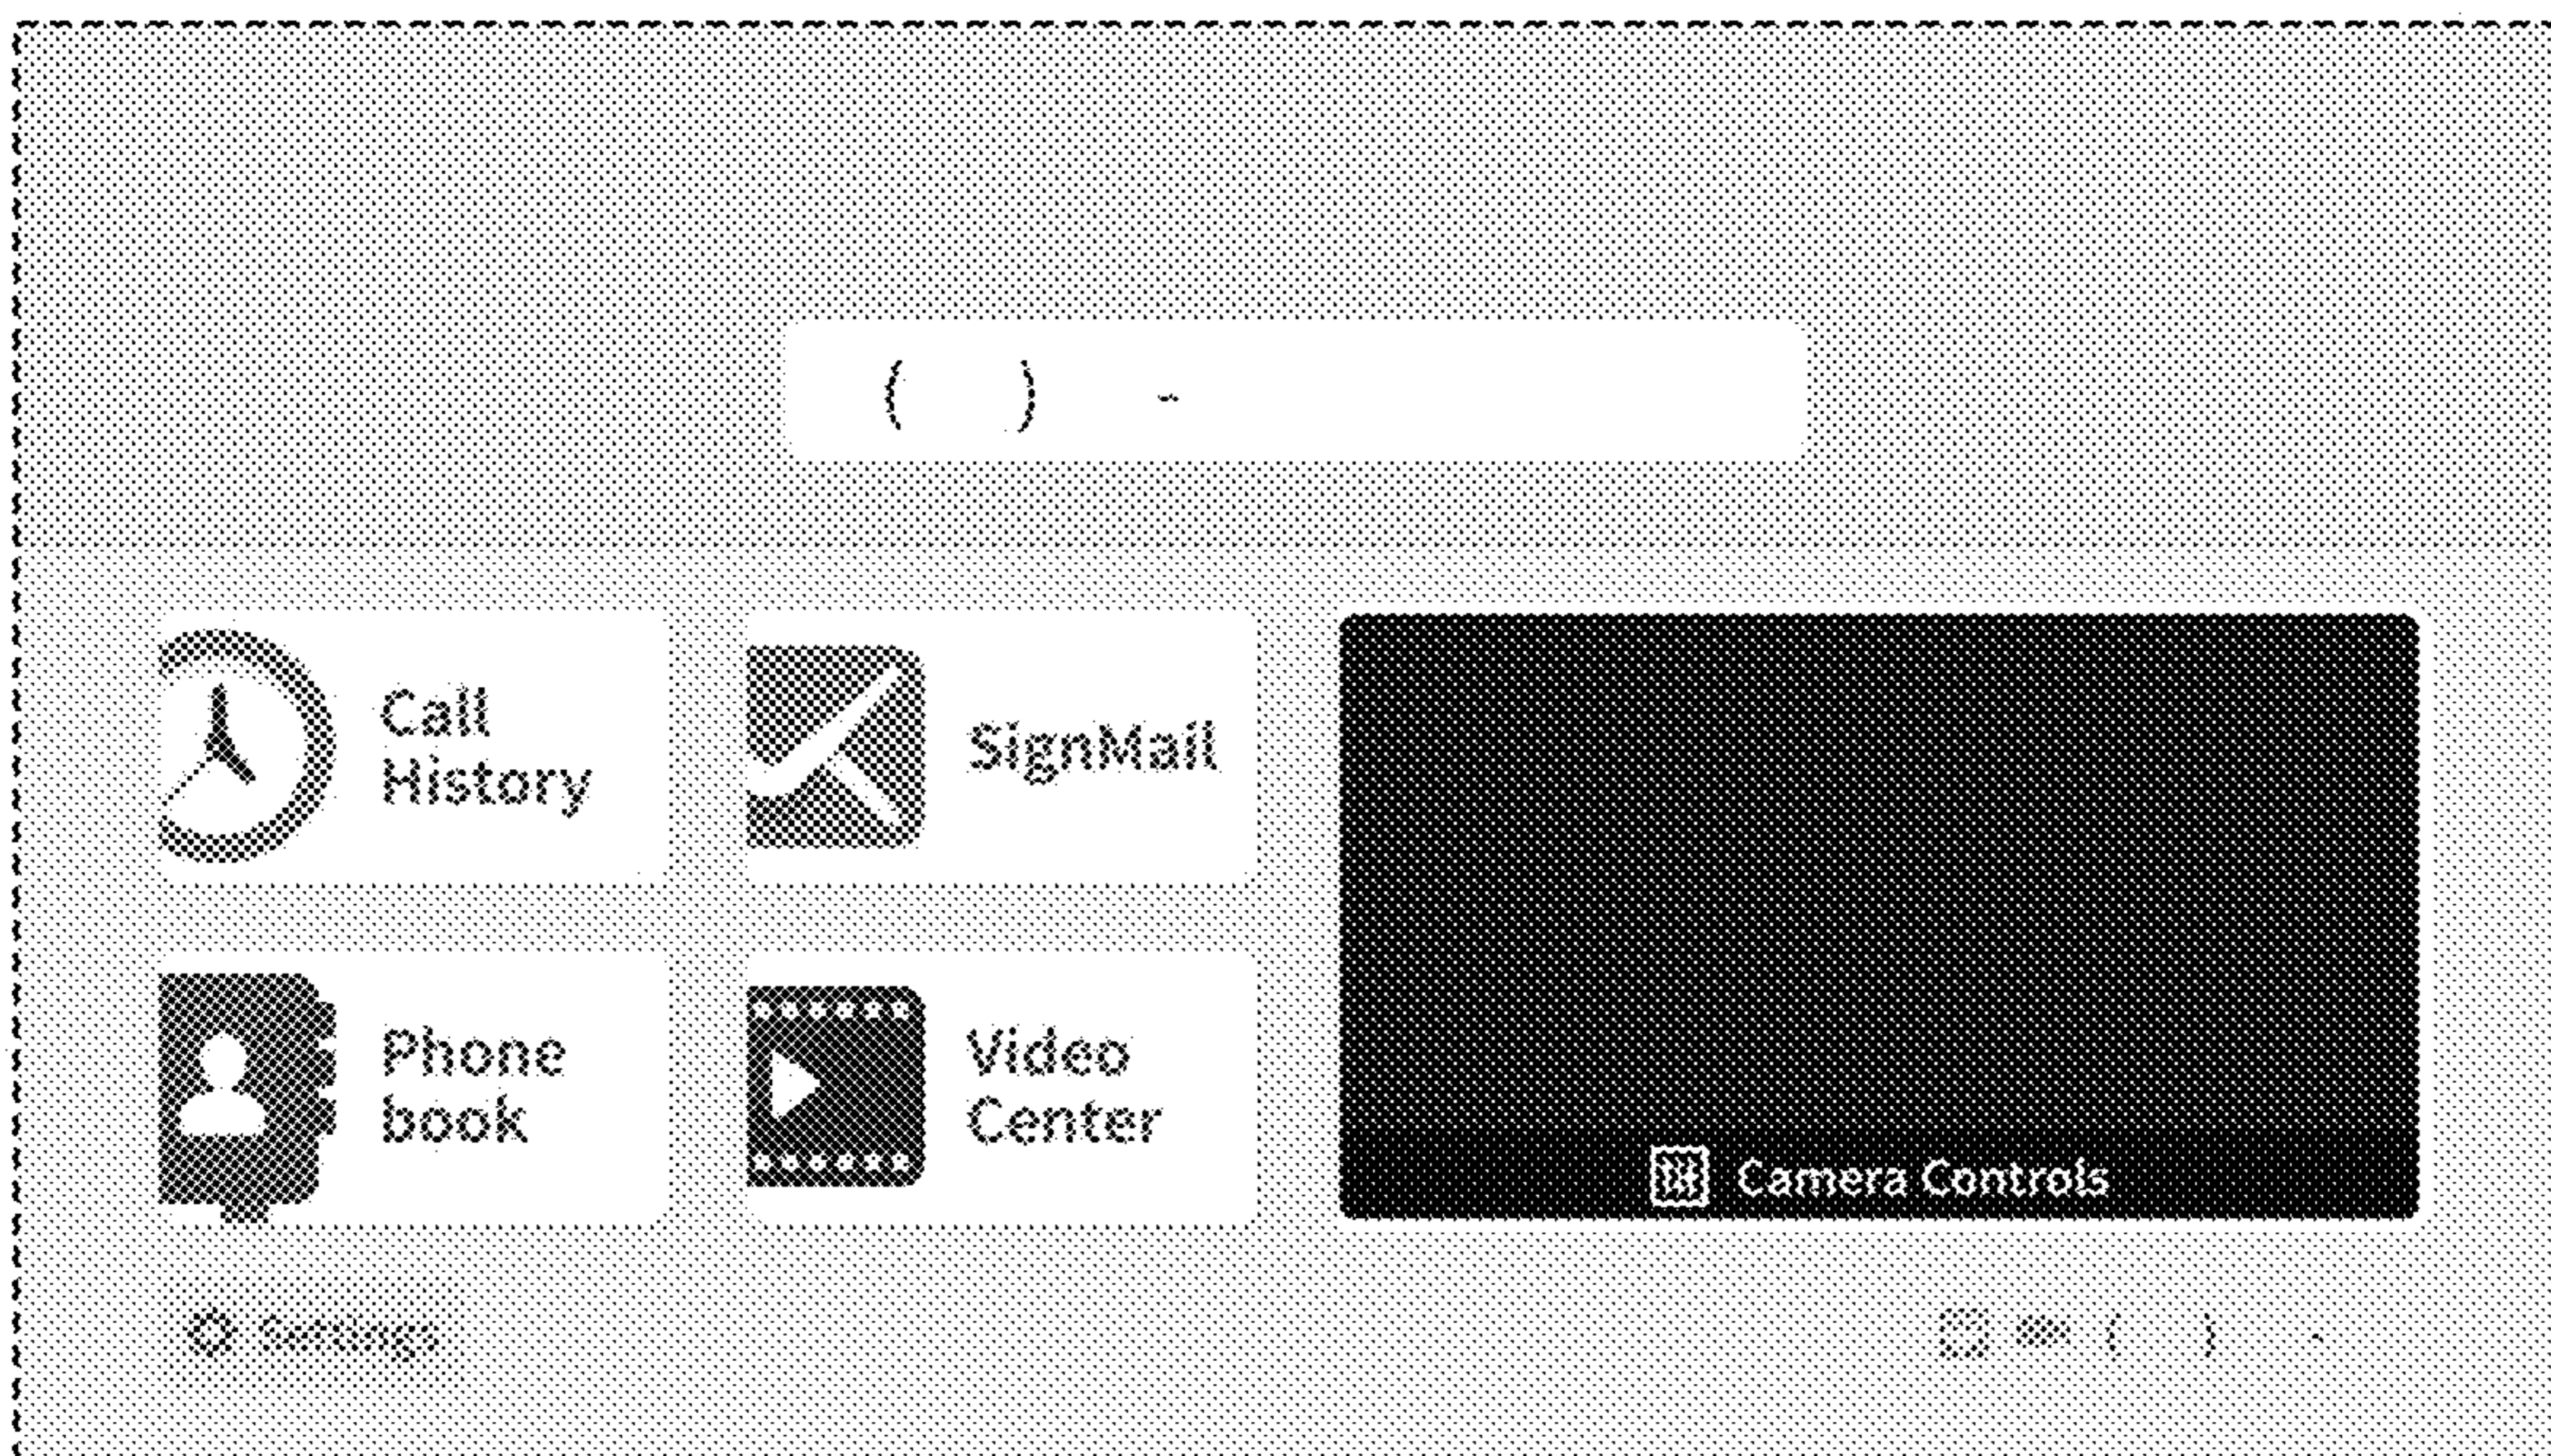 ( ) -
Call
History
SignMail
Phone
book
Video
Center
Camera Controls
Settings
( ) -